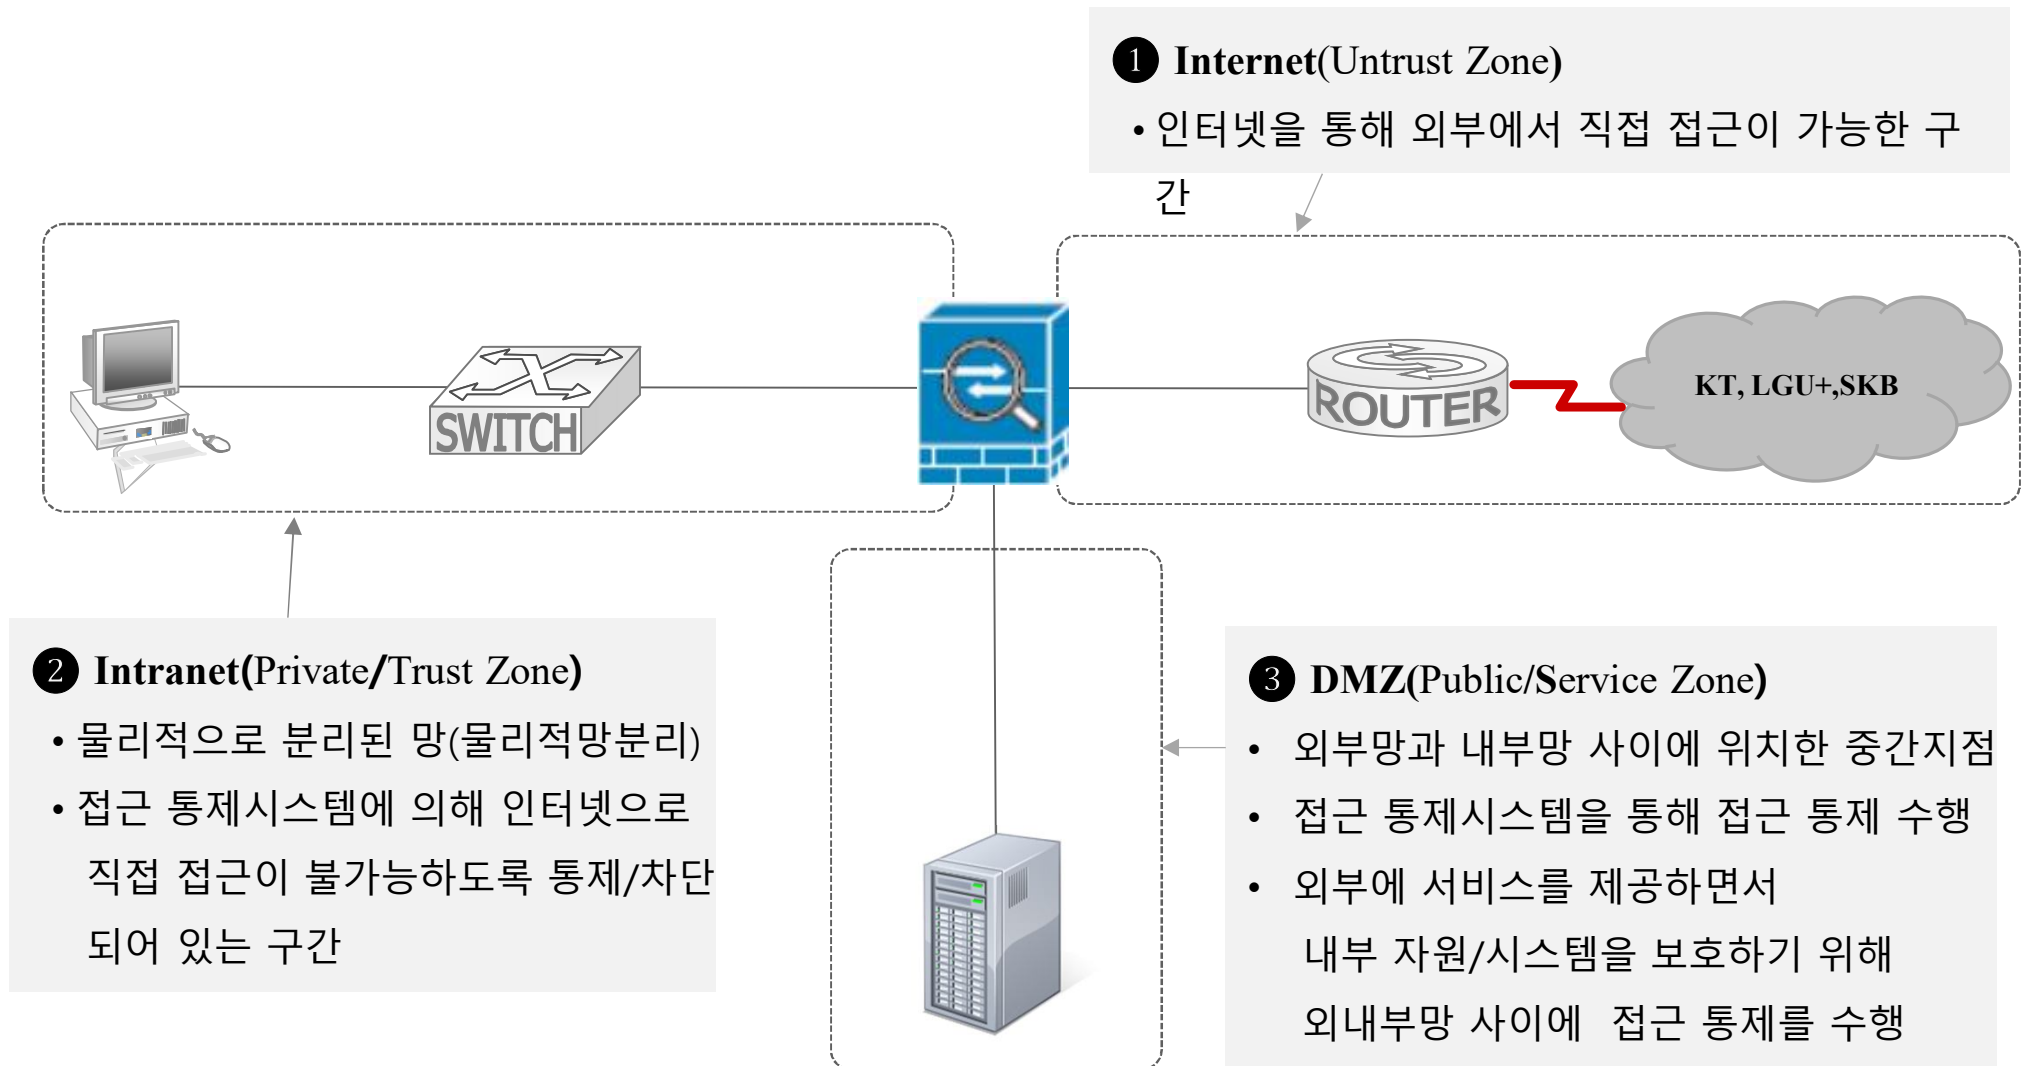 ❶ Internet(Untrust Zone)
• 인터넷을 통해 외부에서 직접 접근이 가능한 구
간
SWITCH
ROUTER
KT, LGU+,SKB
❷ Intranet(Private/Trust Zone)
• 물리적으로 분리된 망(물리적망분리)
• 접근 통제시스템에 의해 인터넷으로
직접 접근이 불가능하도록 통제/차단
되어 있는 구간
❸ DMZ(Public/Service Zone)
• 외부망과 내부망 사이에 위치한 중간지점
• 접근 통제시스템을 통해 접근 통제 수행
• 외부에 서비스를 제공하면서
내부 자원/시스템을 보호하기 위해
외내부망 사이에 접근 통제를 수행